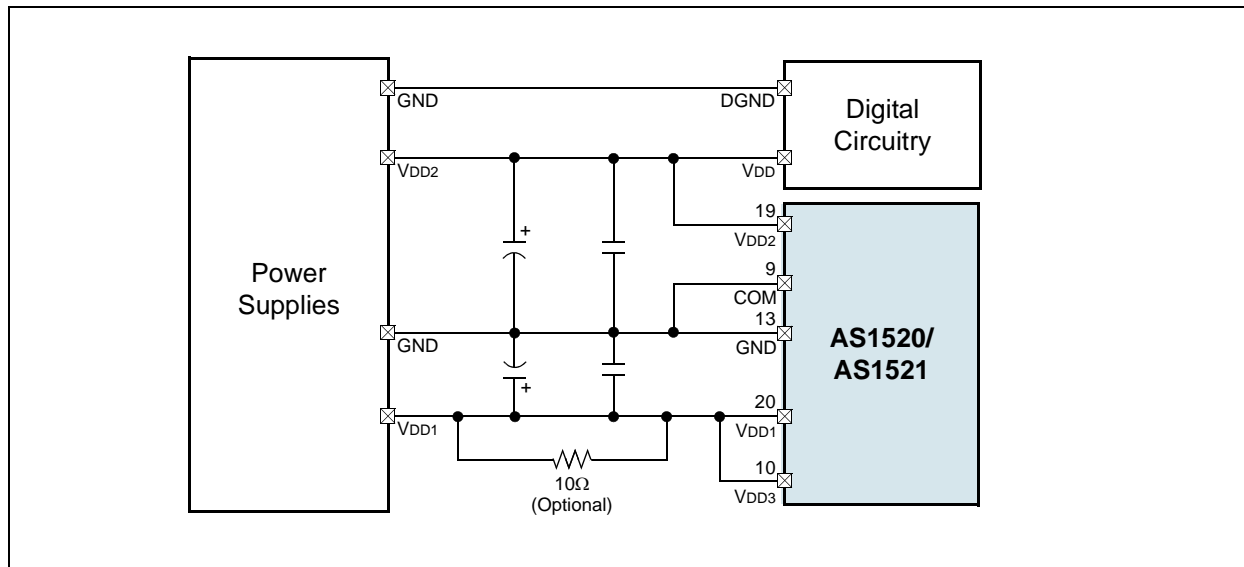 Power
Supplies
GND
VDD2
GND
VDD1
+
+
10Ω
(Optional)
DGND
VDD
Digital
Circuitry
19
VDD2
9
COM
13
GND
20
VDD1
10
VDD3
AS1520/
AS1521